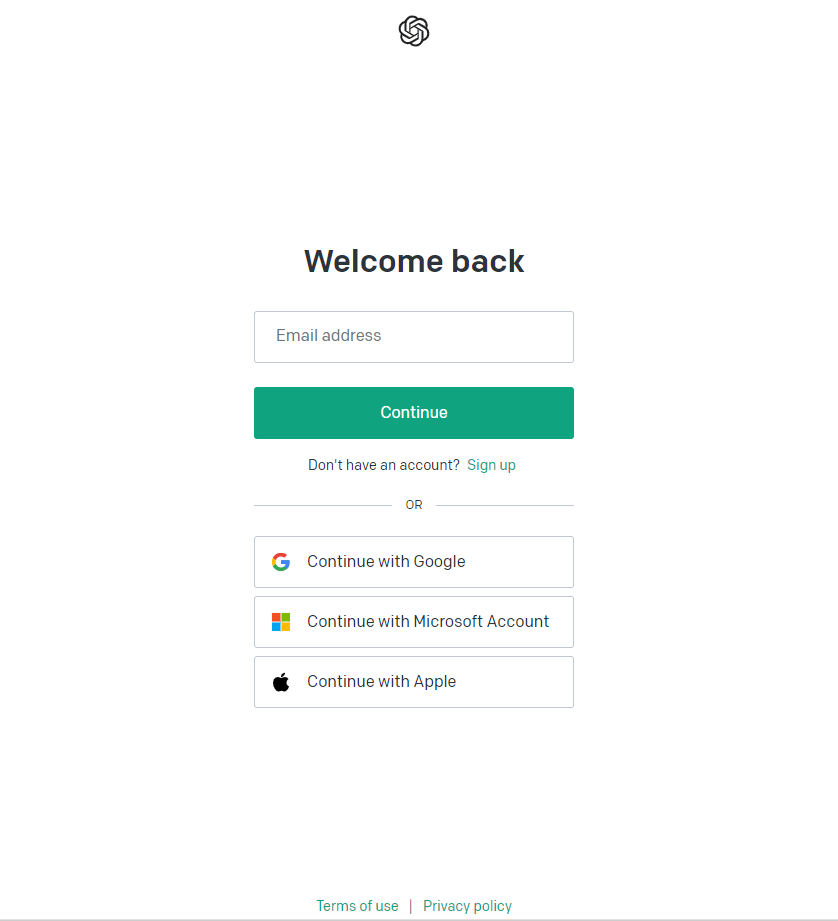 Welcome back
Email address
Continue
Don't have an account? Sign up
OR
Continue with Google
Continue with Microsoft Account
Continue with Apple
Terms of use | Privacy policy